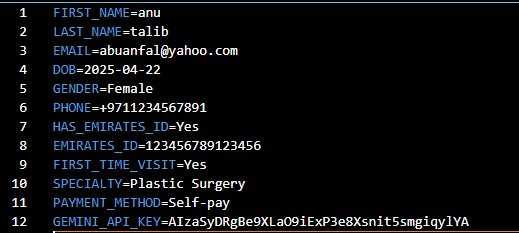 1 FIRST_NAME=anu
2 LAST_NAME=talib
3 EMAIL=abuanfal@yahoo.com
4 DOB=2025-04-22
5 GENDER=Female
6 PHONE=+9711234567891
7 HAS_EMIRATES_ID=Yes
8 EMIRATES_ID=123456789123456
9 FIRST_TIME_VISIT=Yes
10 SPECIALTY=Plastic Surgery
11 PAYMENT_METHOD=Self-pay
12 GEMINI_API_KEY=AIzaSyDRgBe9XLaO9iExP3e8Xsnit5smgiqylYA